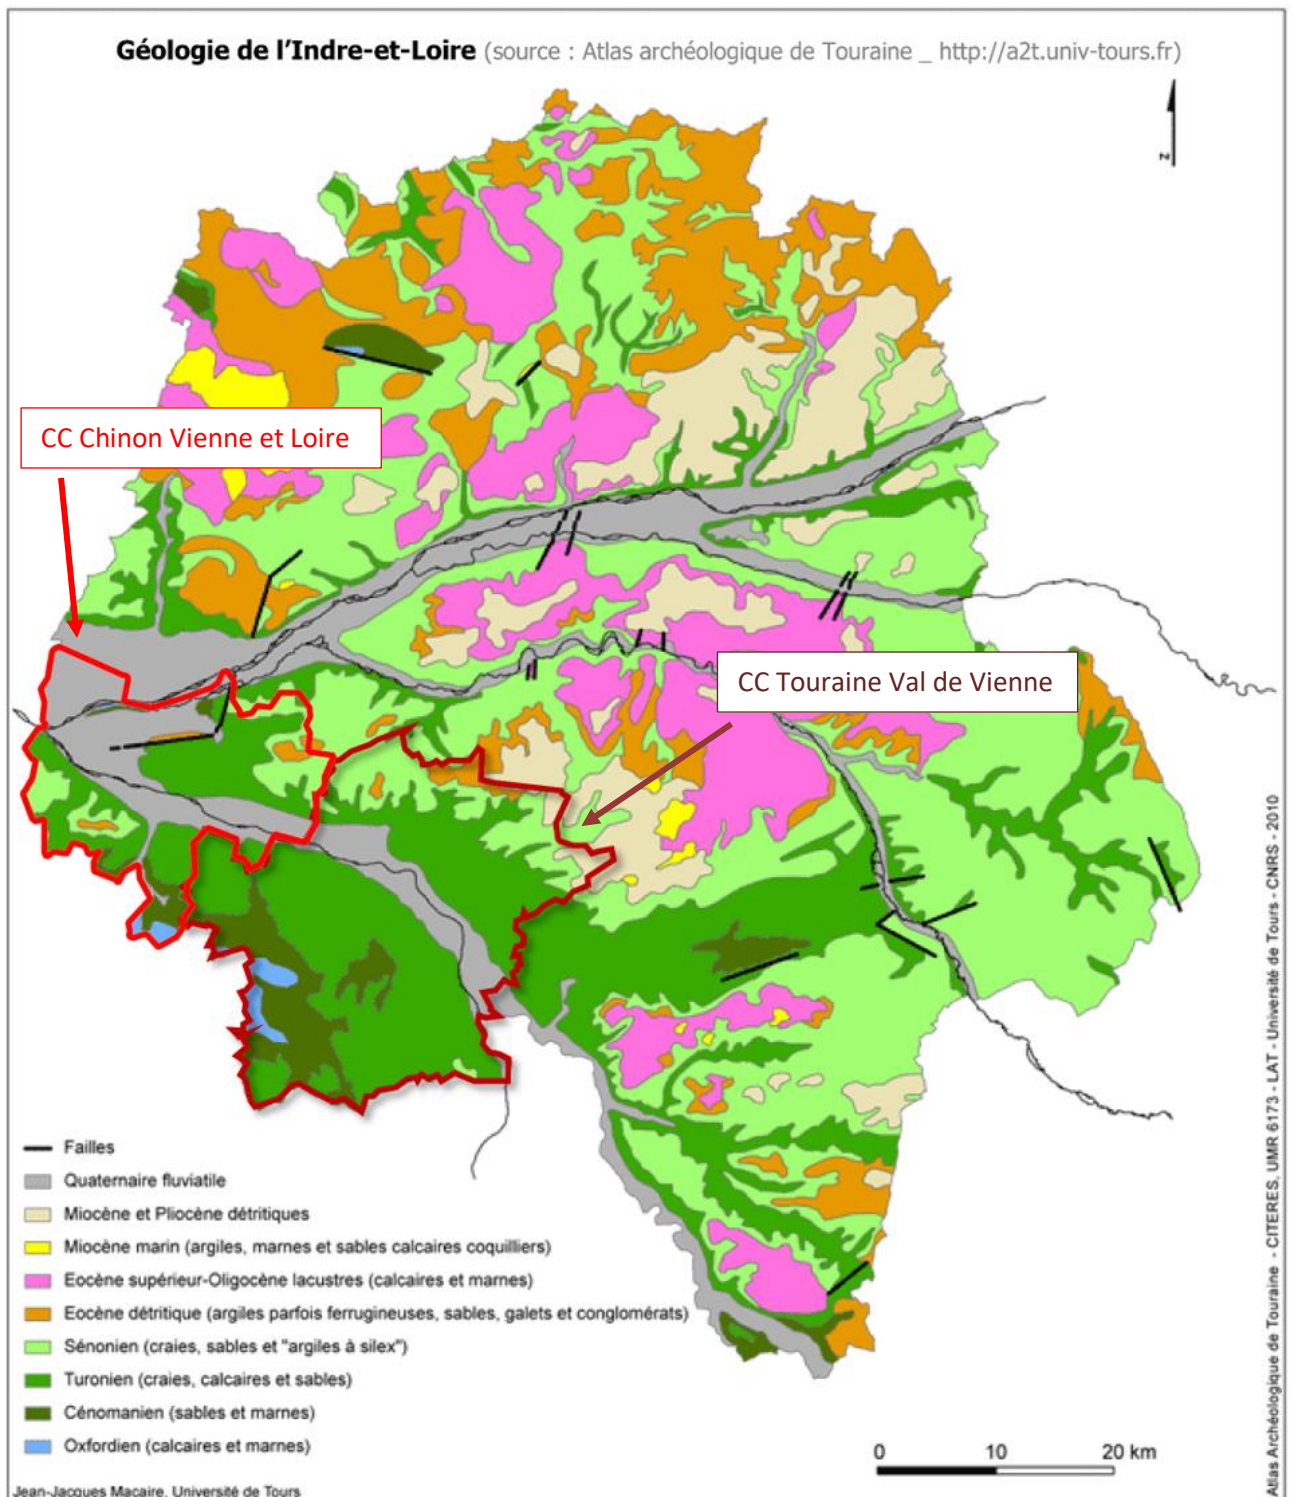 Géologie de l'Indre-et-Loire (source : Atlas archéologique de Touraine _ http://a2t.univ-tours.fr)
N
CC Chinon Vienne et Loire
CC Touraine Val de Vienne
Failles
Quaternaire fluviatile
Miocène et Pliocène détritiques
Miocène marin (argiles, marnes et sables calcaires coquilliers)
Eocène supérieur-Oligocène lacustres (calcaires et marnes)
Eocène détritique (argiles parfois ferrugineuses, sables, galets et conglomérats)
Sénonien (craies, sables et "argiles à silex")
Turonien (craies, calcaires et sables)
Cénomanien (sables et marnes)
Oxfordien (calcaires et marnes)
0 10 20 km
Jean-Jacques Macaire, Université de Tours
Atlas Archéologique de Touraine - CITERES, UMR 6173 - LAT - Université de Tours - CNRS - 2010